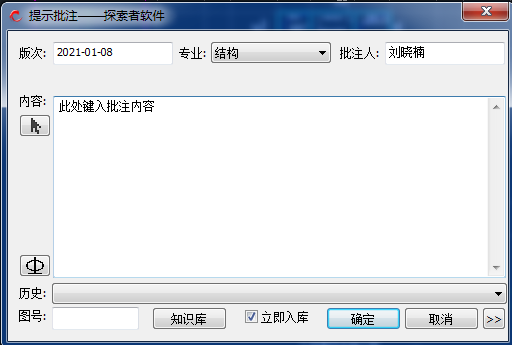 提示批注——探索者软件
版次: 2021-01-08 专业: 结构 批注人: 刘晓楠
内容: 此处键入批注内容
历史:
图号: 知识库 立即入库 确定 取消 >>